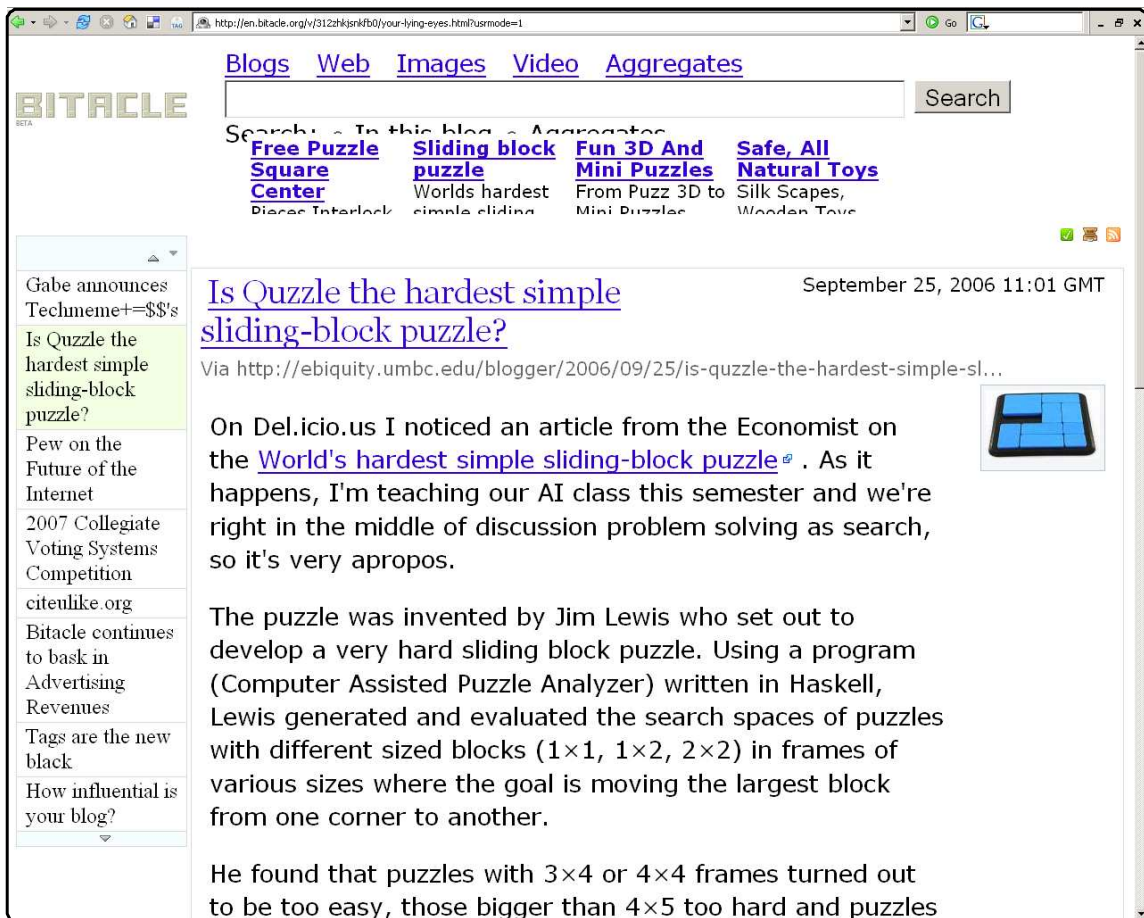 http://en.bitacle.org/v/312zhkjsnkfb0/your-lying-eyes.html?usrmode=1
Go
G
TAG
Blogs Web Images Video Aggregates
BITACLE
BETA
Search
Search: In this blog Aggregates
Free Puzzle Square Center
Pieces Interlock
Sliding block puzzle
Worlds hardest
simple sliding
Fun 3D And Mini Puzzles
From Puzz 3D to
Mini Puzzles
Safe, All Natural Toys
Silk Scapes,
Wooden Toys
Gabe announces
Techmeme+=$$'s
Is Quzzle the
hardest simple
sliding-block
puzzle?
Pew on the
Future of the
Internet
2007 Collegiate
Voting Systems
Competition
citeulike.org
Bitacle continues
to bask in
Advertising
Revenues
Tags are the new
black
How influential is
your blog?
Is Quzzle the hardest simple
sliding-block puzzle?
September 25, 2006 11:01 GMT
Via http://ebiquity.umbc.edu/blogger/2006/09/25/is-quzzle-the-hardest-simple-sl...
On Del.icio.us I noticed an article from the Economist on
the World's hardest simple sliding-block puzzle . As it
happens, I'm teaching our AI class this semester and we're
right in the middle of discussion problem solving as search,
so it's very apropos.
The puzzle was invented by Jim Lewis who set out to
develop a very hard sliding block puzzle. Using a program
(Computer Assisted Puzzle Analyzer) written in Haskell,
Lewis generated and evaluated the search spaces of puzzles
with different sized blocks (1×1, 1×2, 2×2) in frames of
various sizes where the goal is moving the largest block
from one corner to another.
He found that puzzles with 3×4 or 4×4 frames turned out
to be too easy, those bigger than 4×5 too hard and puzzles